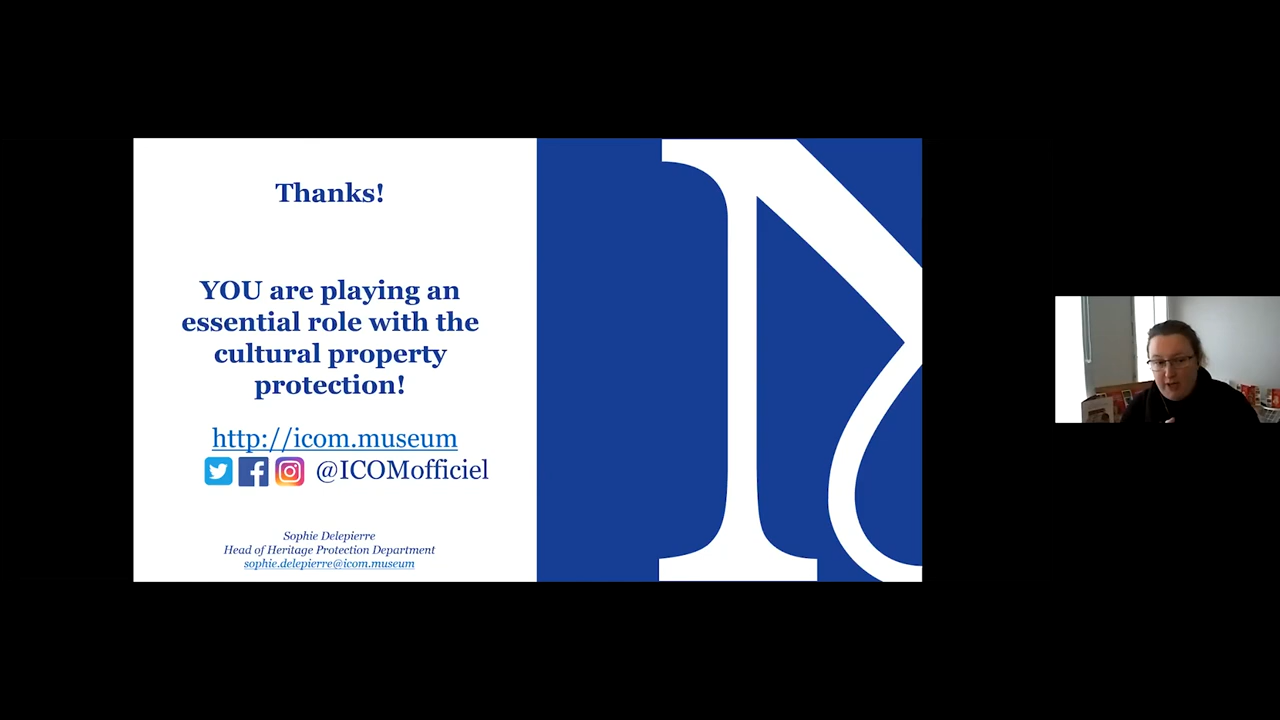 Thanks!
YOU are playing an
essential role with the
cultural property
protection!
http://icom.museum
@ICOMofficiel
Sophie Delepierre
Head of Heritage Protection Department
sophie.delepierre@icom.museum